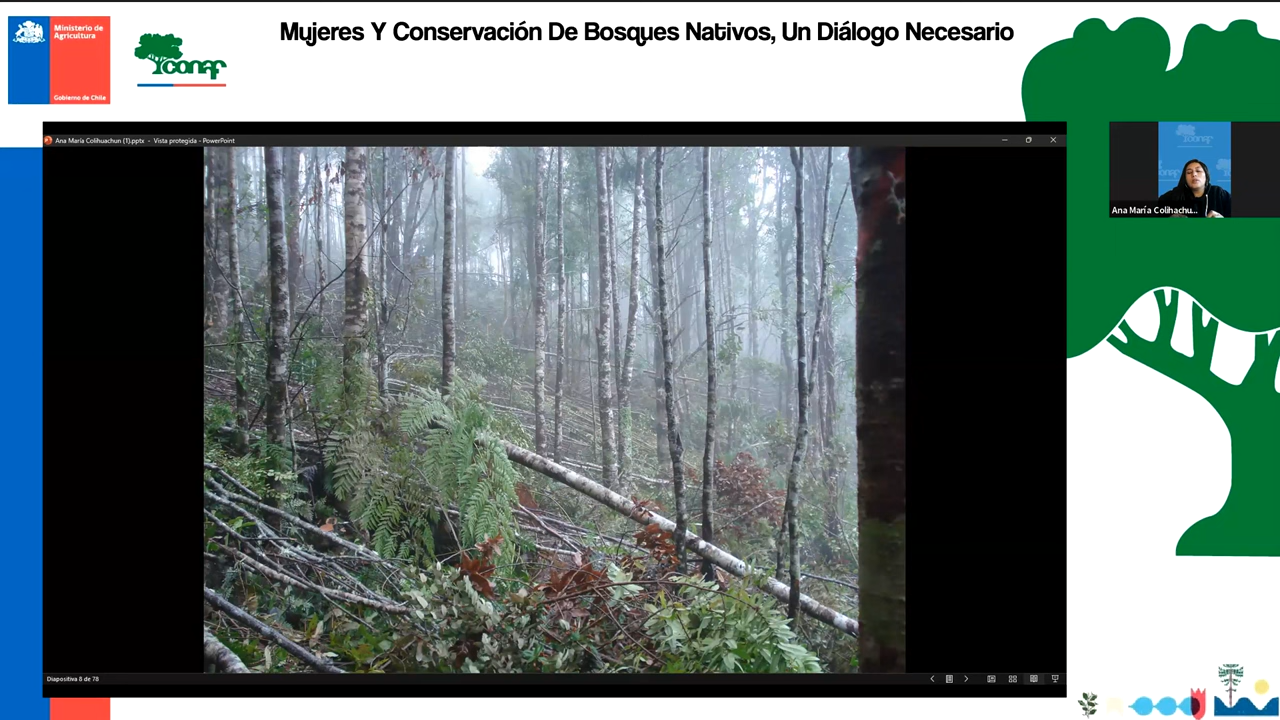 Mujeres Y Conservación De Bosques Nativos, Un Diálogo Necesario
Ministerio de
Agricultura
Gobierno de Chile
conaf
Ana María Colihuachun (1).pptx - Vista protegida - PowerPoint
Ana María Colihachu...
Diapositiva 8 de 78